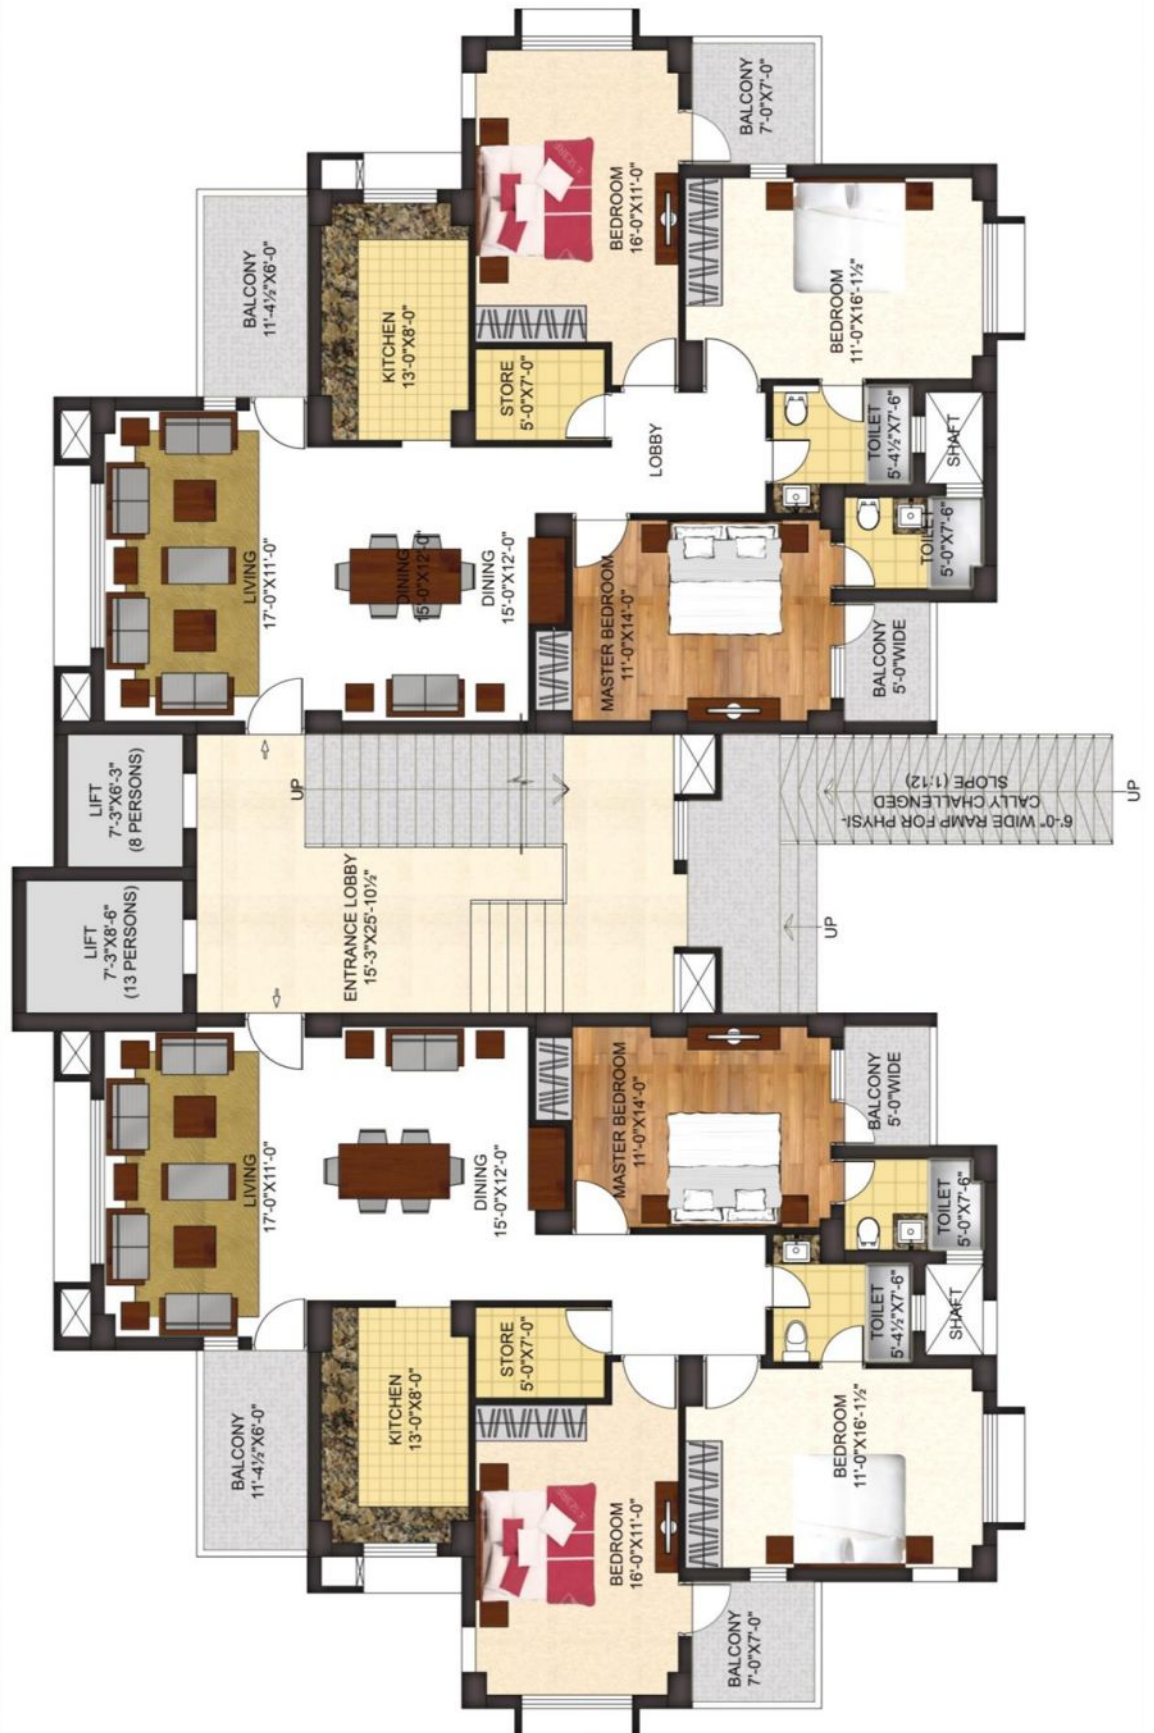 BALCONY
7'-0"X7'-0"
BEDROOM
16'-0"X11'-0"
BALCONY
11'-4½"X6'-0"
KITCHEN
13'-0"X8'-0"
BEDROOM
11'-0"X16'-1½"
STORE
5'-0"X7'-0"
LOBBY
TOILET
5'-4½"X7'-6"
SHAFT
TOILET
5'-0"X7'-6"
LIVING
17'-0"X11'-0"
DINING
15'-0"X12'-0"
DINING
15'-0"X12'-0"
MASTER BEDROOM
11'-0"X14'-0"
BALCONY
5'-0"WIDE
LIFT
7'-3"X6'-3"
(8 PERSONS)
UP
6'-0" WIDE RAMP FOR PHYSI-
CALLY CHALLENGED
SLOPE (1:12)
UP
LIFT
7'-3"X8'-6"
(13 PERSONS)
ENTRANCE LOBBY
15'-3"X25'-10½"
UP
LIVING
17'-0"X11'-0"
DINING
15'-0"X12'-0"
MASTER BEDROOM
11'-0"X14'-0"
BALCONY
5'-0"WIDE
TOILET
5'-0"X7'-6"
TOILET
5'-4½"X7'-6"
SHAFT
STORE
5'-0"X7'-0"
KITCHEN
13'-0"X8'-0"
BALCONY
11'-4½"X6'-0"
BEDROOM
11'-0"X16'-1½"
BEDROOM
16'-0"X11'-0"
BALCONY
7'-0"X7'-0"